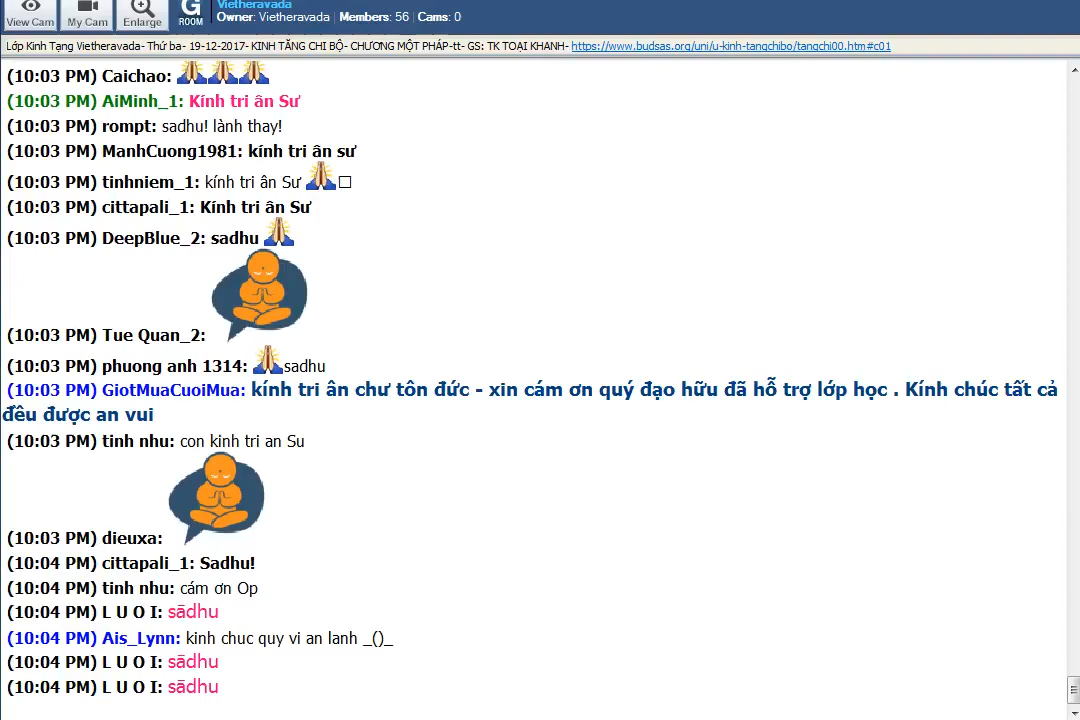 Vietheravada
Owner: Vietheravada | Members: 56 | Cams: 0
View Cam
My Cam
Enlarge
G ROOM
Lớp Kinh Tạng Vietheravada- Thứ ba- 19-12-2017- KINH TĂNG CHI BỘ- CHƯƠNG MỘT PHÁP-tt- GS: TK TOẠI KHANH- https://www.budsas.org/uni/u-kinh-tangchibo/tangchi00.htm#c01
(10:03 PM) Caichao:
(10:03 PM) AiMinh_1: Kính tri ân Sư
(10:03 PM) rompt: sadhu! lành thay!
(10:03 PM) ManhCuong1981: kính tri ân sư
(10:03 PM) tinhniem_1: kính tri ân Sư
(10:03 PM) cittapali_1: Kính tri ân Sư
(10:03 PM) DeepBlue_2: sadhu
(10:03 PM) Tue Quan_2:
(10:03 PM) phuong anh 1314: sadhu
(10:03 PM) GiotMuaCuoiMua: kính tri ân chư tôn đức - xin cám ơn quý đạo hữu đã hỗ trợ lớp học . Kính chúc tất cả
đều được an vui
(10:03 PM) tinh nhu: con kinh tri an Su
(10:03 PM) dieuxa:
(10:04 PM) cittapali_1: Sadhu!
(10:04 PM) tinh nhu: cám ơn Op
(10:04 PM) L U O I: sādhu
(10:04 PM) Ais_Lynn: kinh chuc quy vi an lanh _()_
(10:04 PM) L U O I: sādhu
(10:04 PM) L U O I: sādhu